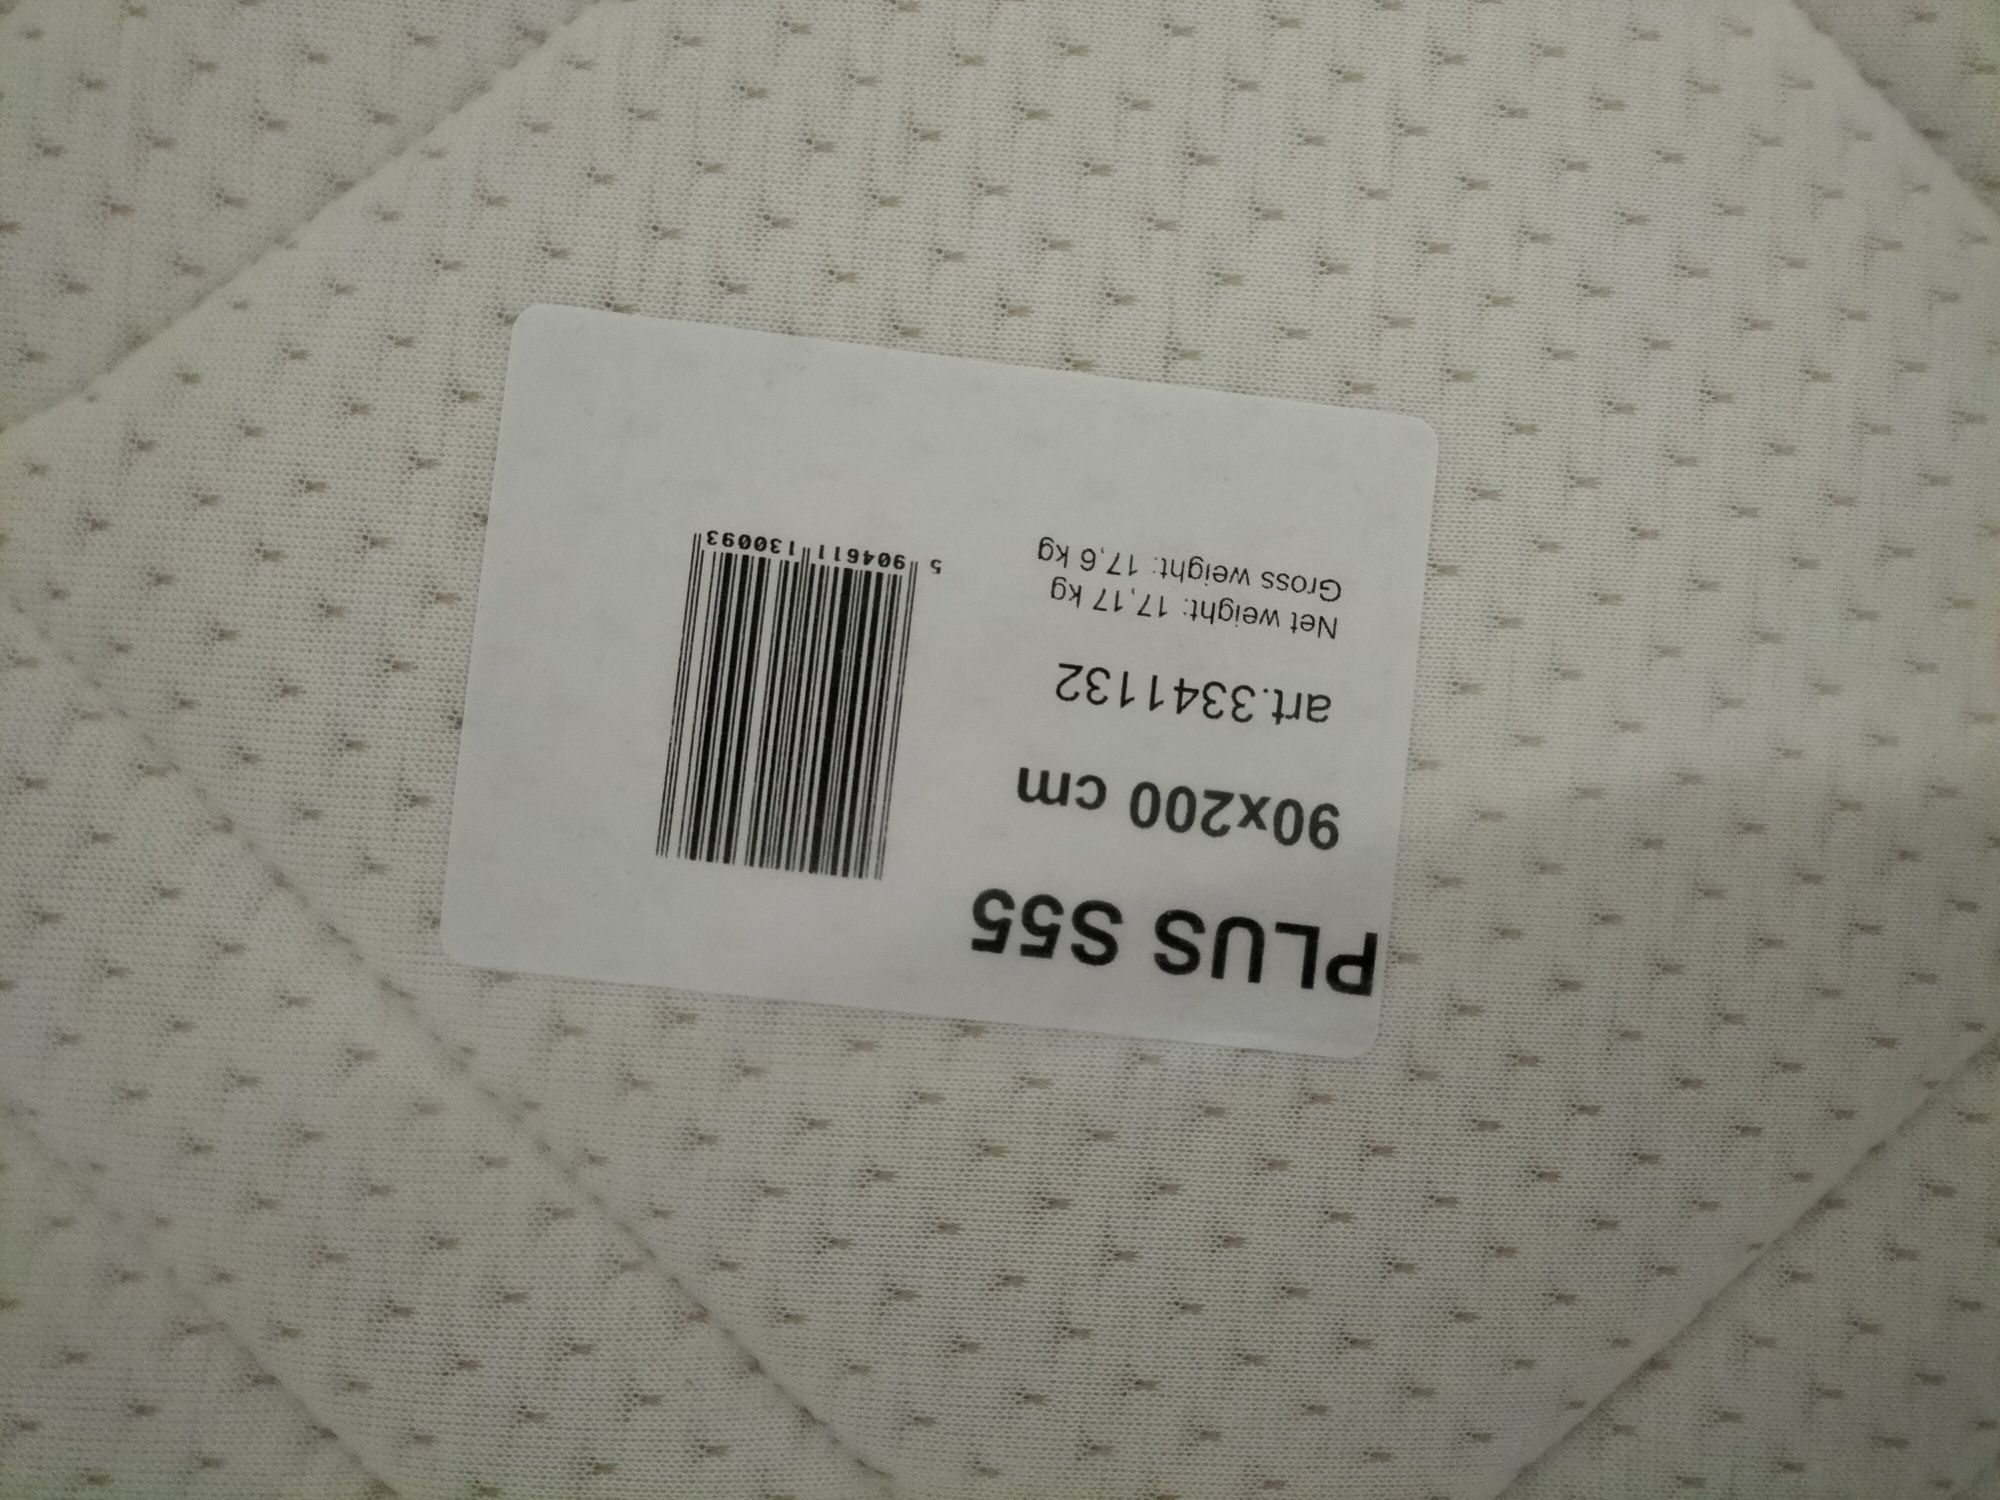 PLUS S55
90x200 cm
art.3341132
Net weight: 17,17 kg
Gross weight: 17,6 kg
5 904611 130093